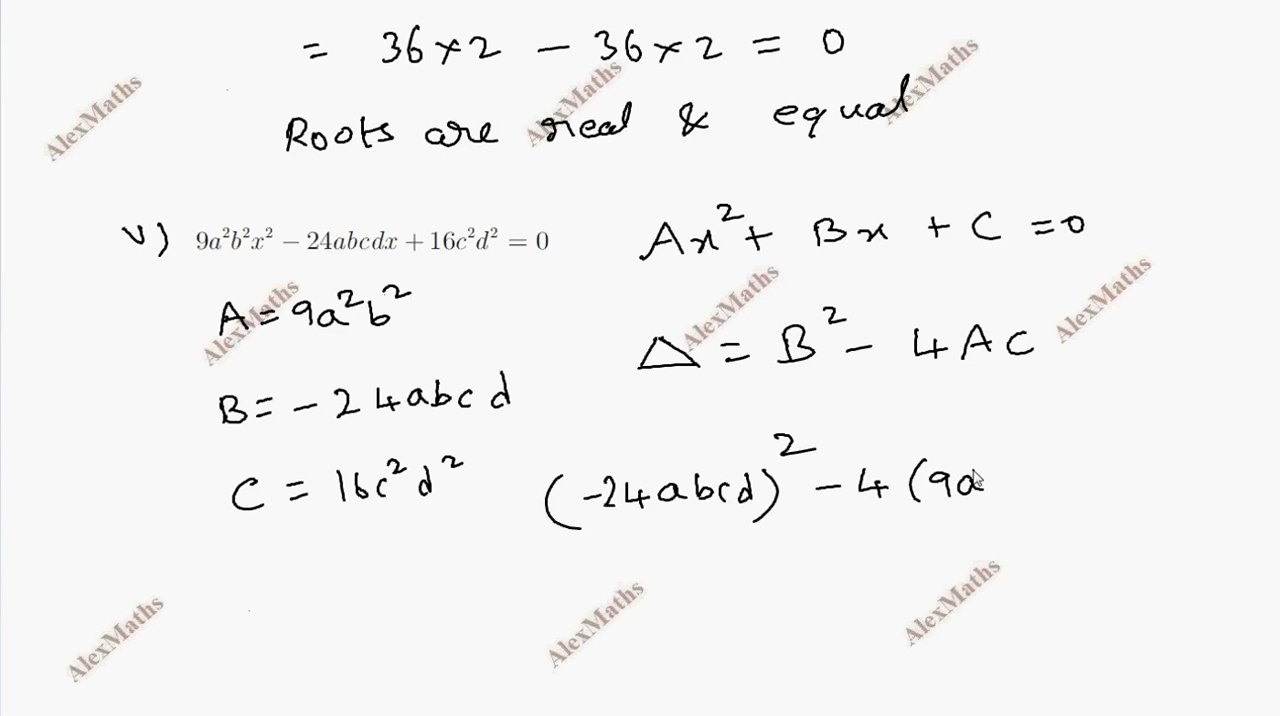 = 36×2 − 36×2 = 0
Roots are real & equal
v) 9a²b²x² − 24abcdx + 16c²d² = 0
Ax² + Bx + C = 0
A = 9a²b²
Δ = B² − 4AC
B = −24abcd
C = 16c²d²
(−24abcd)² − 4(9a
AlexMaths
AlexMaths
AlexMaths
AlexMaths
AlexMaths
AlexMaths
AlexMaths
AlexMaths
AlexMaths